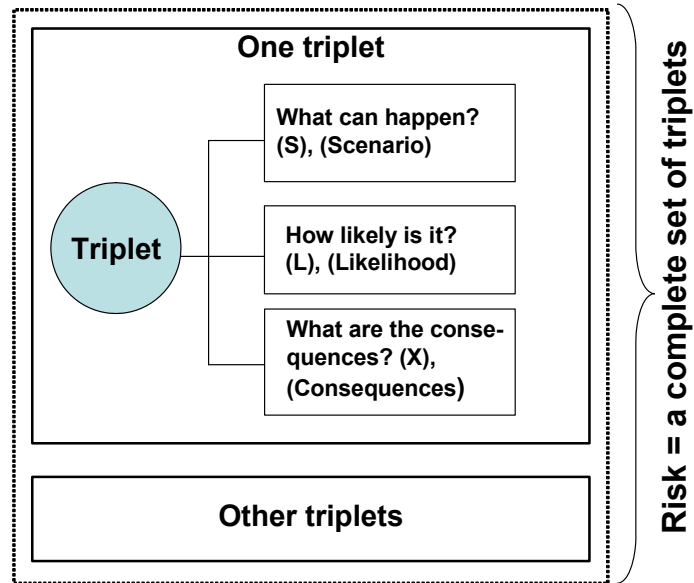 One triplet
What can happen?
(S), (Scenario)
Triplet
How likely is it?
(L), (Likelihood)
What are the conse-
quences? (X),
(Consequences)
Other triplets
Risk = a complete set of triplets